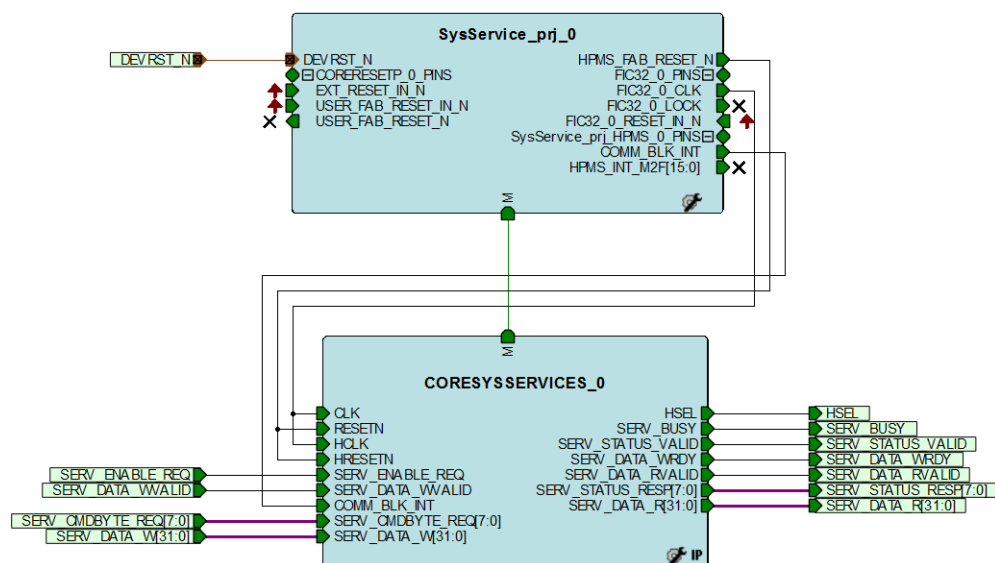 SysService_prj_0
DEVRST_N
DEVRST_N
CORERESETP_0_PINS
EXT_RESET_IN_N
USER_FAB_RESET_IN_N
USER_FAB_RESET_N
HPMS_FAB_RESET_N
FIC32_0_PINS
FIC32_0_CLK
FIC32_0_LOCK
FIC32_0_RESET_IN_N
SysService_prj_HPMS_0_PINS
COMM_BLK_INT
HPMS_INT_M2F[15:0]
M
M
CORESYSSERVICES_0
CLK
RESETN
HCLK
HRESETN
SERV_ENABLE_REQ
SERV_ENABLE_REQ
SERV_DATA_WVALID
SERV_DATA_WVALID
COMM_BLK_INT
SERV_CMDBYTE_REQ[7:0]
SERV_CMDBYTE_REQ[7:0]
SERV_DATA_W[31:0]
SERV_DATA_W[31:0]
HSEL
HSEL
SERV_BUSY
SERV_BUSY
SERV_STATUS_VALID
SERV_STATUS_VALID
SERV_DATA_WRDY
SERV_DATA_WRDY
SERV_DATA_RVALID
SERV_DATA_RVALID
SERV_STATUS_RESP[7:0]
SERV_STATUS_RESP[7:0]
SERV_DATA_R[31:0]
SERV_DATA_R[31:0]
IP